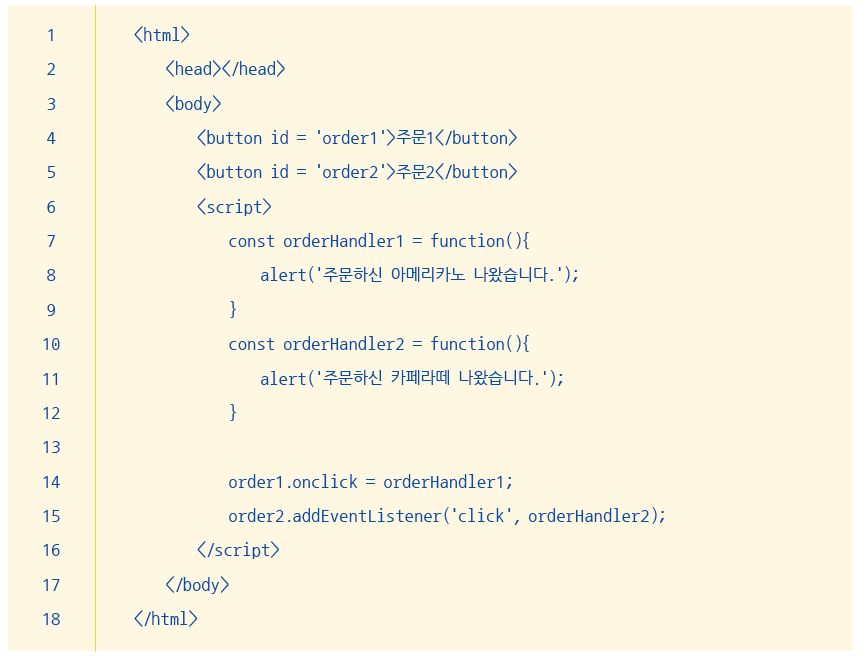 1 <html>
2 <head></head>
3 <body>
4 <button id = 'order1'>주문1</button>
5 <button id = 'order2'>주문2</button>
6 <script>
7 const orderHandler1 = function(){
8 alert('주문하신 아메리카노 나왔습니다.');
9 }
10 const orderHandler2 = function(){
11 alert('주문하신 카페라떼 나왔습니다.');
12 }
13
14 order1.onclick = orderHandler1;
15 order2.addEventListener('click', orderHandler2);
16 </script>
17 </body>
18 </html>